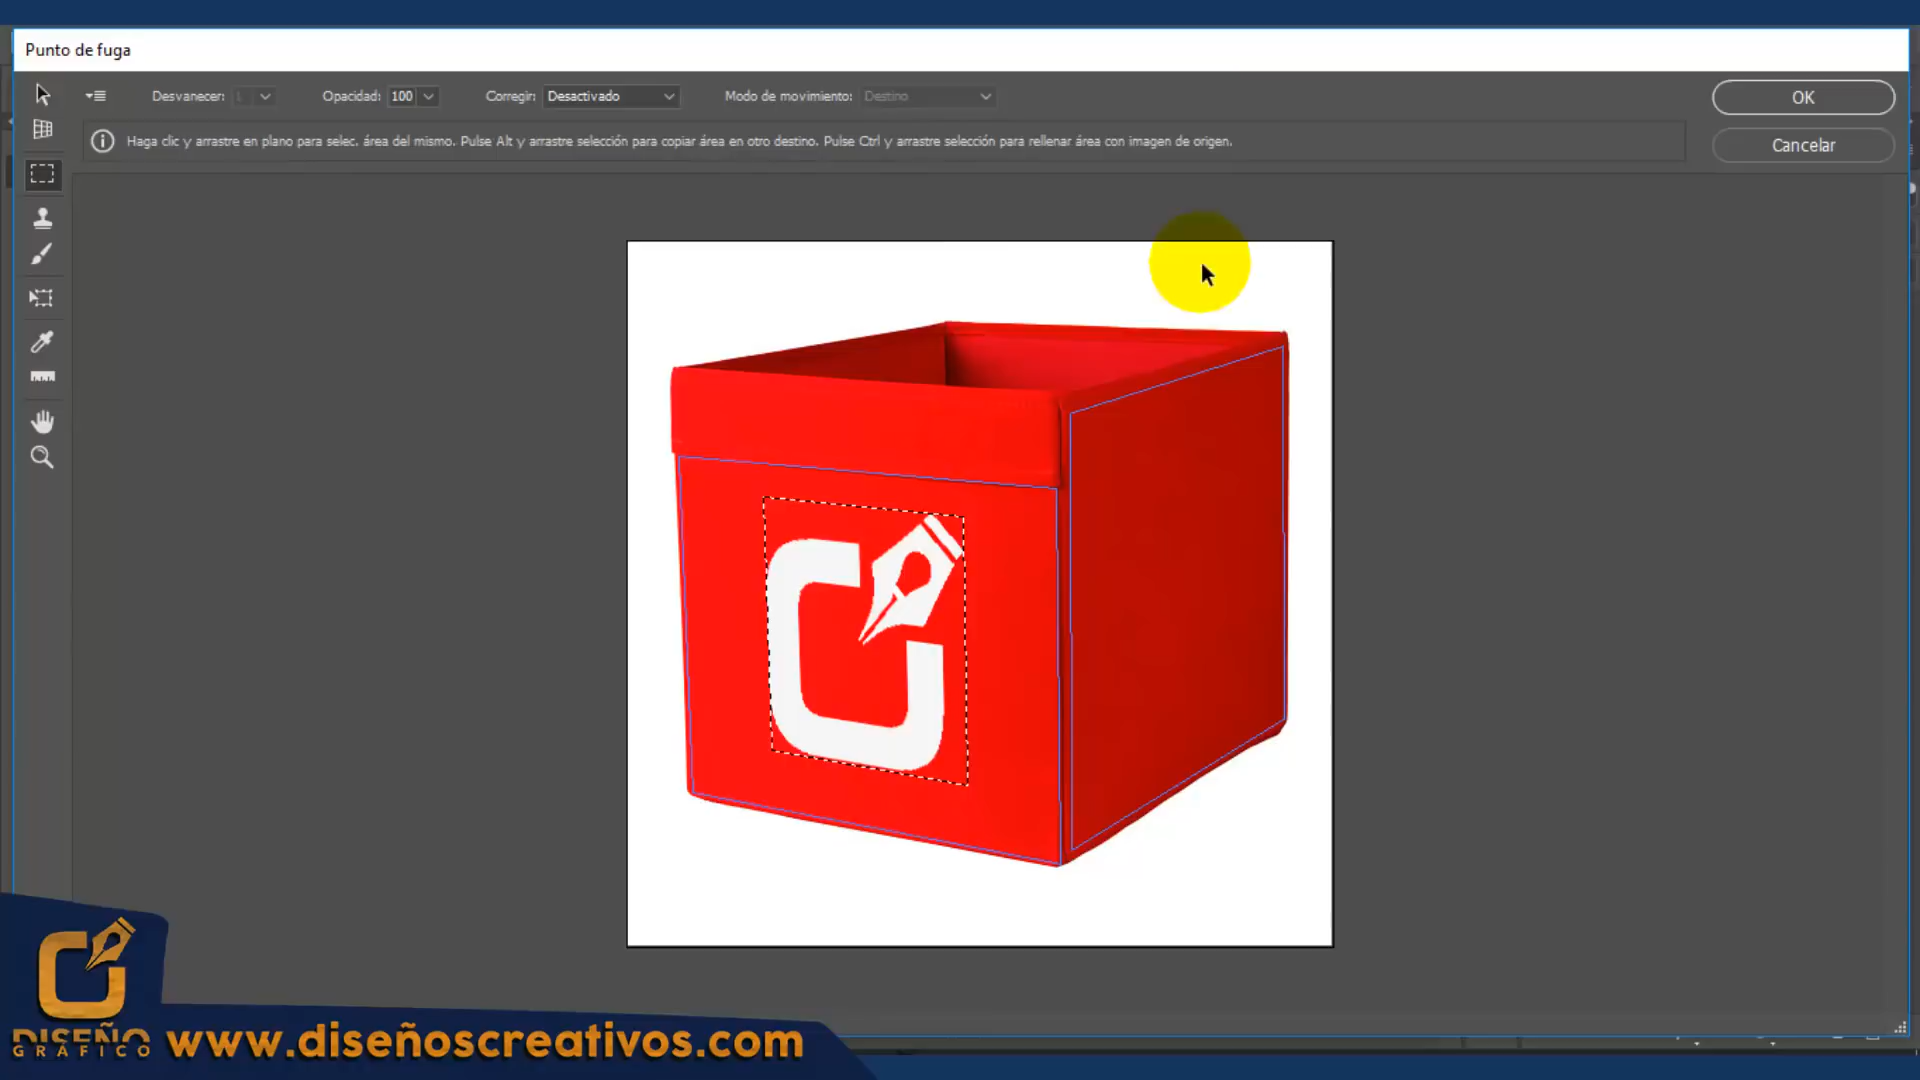 Punto de fuga
Desvanecer: Opacidad: 100 Corregir: Desactivado Modo de movimiento: Destino OK
Haga clic y arrastre en plano para selec. área del mismo. Pulse Alt y arrastre selección para copiar área en otro destino. Pulse Ctrl y arrastre selección para rellenar área con imagen de origen.
Cancelar
DISEÑO
GRÁFICO
www.diseñoscreativos.com